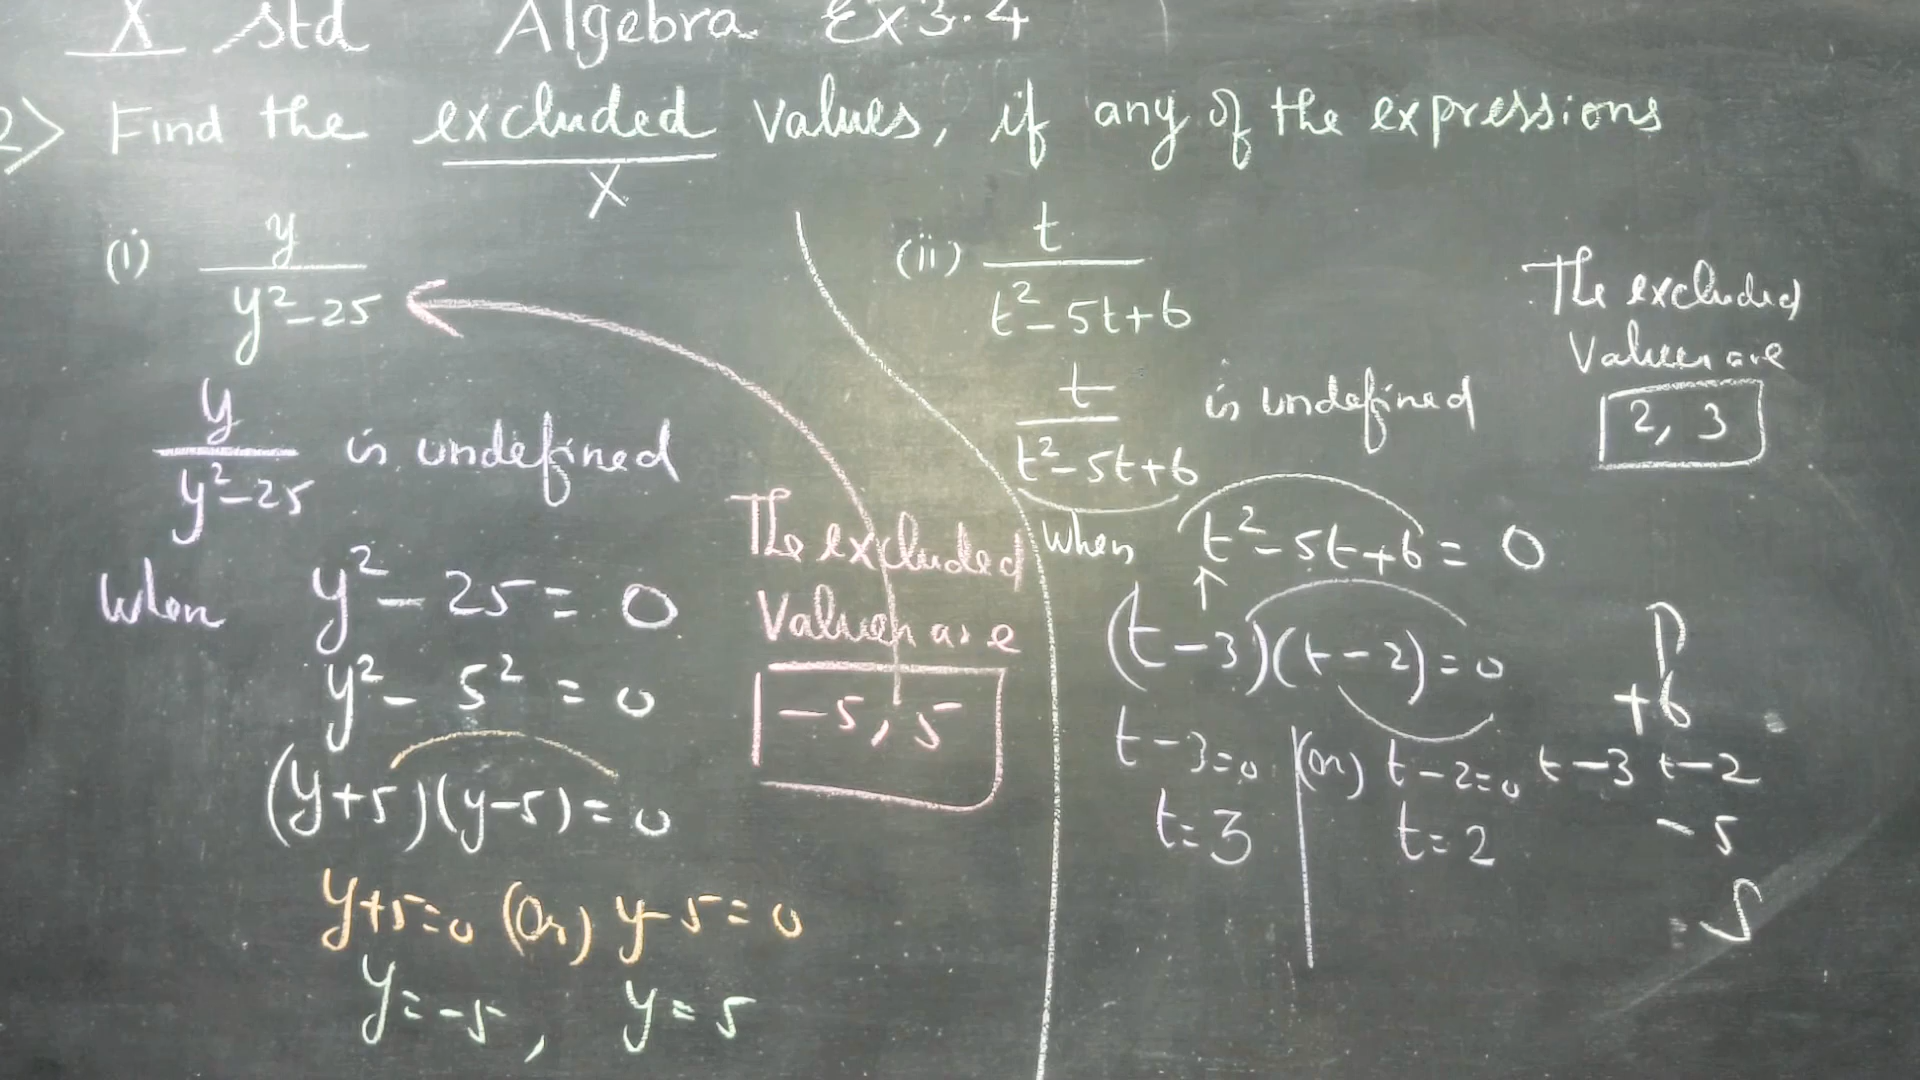 X std Algebra Ex 3.4
2) Find the excluded values, if any of the expressions
X
(i) y / y² - 25
y / y² - 25 is undefined
when y² - 25 = 0
y² - 5² = 0
(y+5)(y-5) = 0
y+5=0 (or) y-5=0
y=-5, y=5
The excluded
Values are
-5, 5
(ii) t / t² - 5t + 6
t / t² - 5t + 6 is undefined
when t² - 5t + 6 = 0
(t-3)(t-2) = 0
t-3=0 (or) t-2=0
t=3 t=2
The excluded
Values are
2, 3
P
+6
t-3 t-2
-5
S